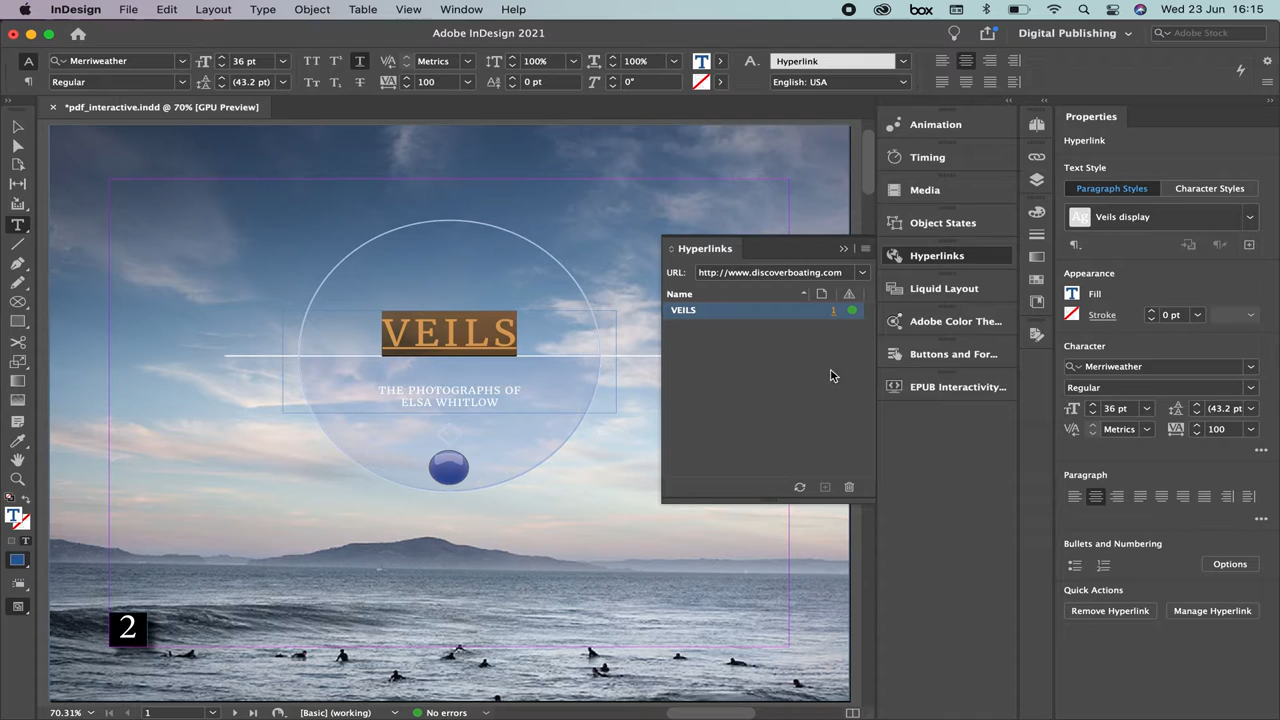 InDesign File Edit Layout Type Object Table View Window Help
box Wed 23 Jun 16:15
Adobe InDesign 2021
Digital Publishing
Adobe Stock
A Merriweather 36 pt TT T¹ T Metrics 100% 100% T A. Hyperlink
¶ Regular (43.2 pt) Tт T₁ Ŧ 100 0 pt 0° English: USA
× *pdf_interactive.indd @ 70% [GPU Preview]
VEILS
THE PHOTOGRAPHS OF
ELSA WHITLOW
2
Hyperlinks
URL: http://www.discoverboating.com
Name
VEILS 1
Animation
Timing
Media
Object States
Hyperlinks
Liquid Layout
Adobe Color The...
Buttons and For...
EPUB Interactivity...
Properties
Hyperlink
Text Style
Paragraph Styles Character Styles
Ag Veils display
Appearance
T Fill
Stroke 0 pt
Character
Merriweather
Regular
36 pt (43.2 pt
Metrics 100
Paragraph
Bullets and Numbering
Options
Quick Actions
Remove Hyperlink Manage Hyperlink
70.31% 1 [Basic] (working) No errors